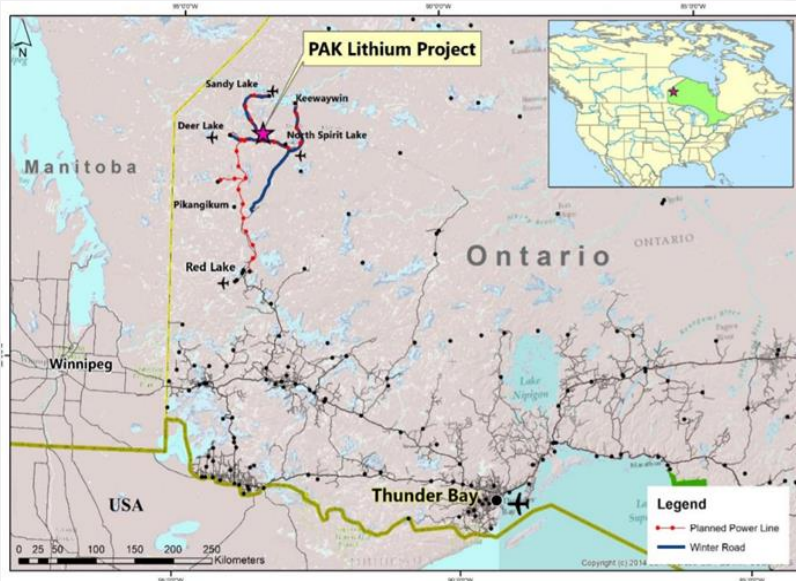 N
PAK Lithium Project
Sandy Lake
Keewaywin
Deer Lake
North Spirit Lake
Manitoba
Pikangikum
Ontario
ONTARIO
Red Lake
Winnipeg
Lake
Nipigon
Thunder Bay
USA
Legend
Planned Power Line
Winter Road
0 25 50 100 150 200 250
Kilometers